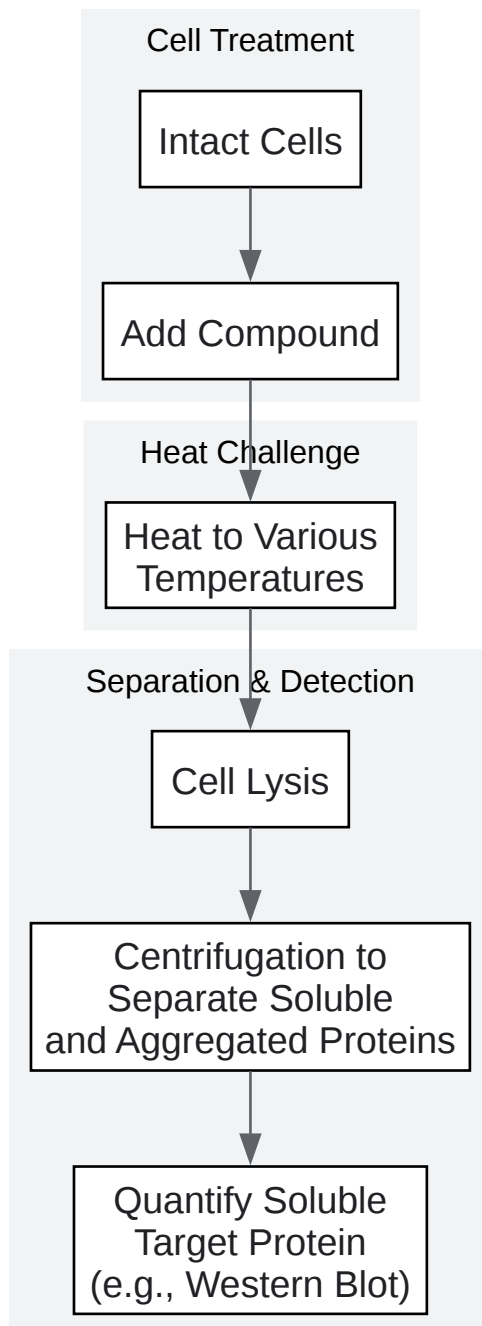 Cell Treatment
Intact Cells
Add Compound
Heat Challenge
Heat to Various
Temperatures
Separation & Detection
Cell Lysis
Centrifugation to
Separate Soluble
and Aggregated Proteins
Quantify Soluble
Target Protein
(e.g., Western Blot)